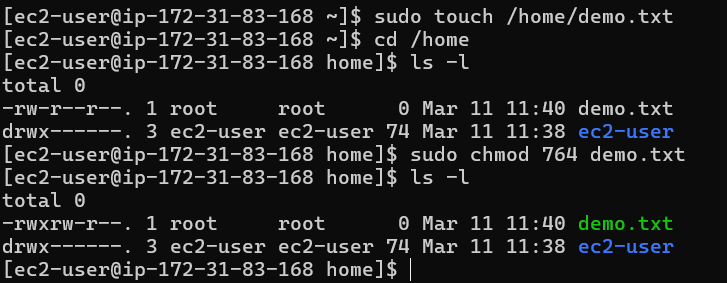 [ec2-user@ip-172-31-83-168 ~]$ sudo touch /home/demo.txt
[ec2-user@ip-172-31-83-168 ~]$ cd /home
[ec2-user@ip-172-31-83-168 home]$ ls -l
total 0
-rw-r--r--. 1 root     root      0 Mar 11 11:40 demo.txt
drwx------. 3 ec2-user ec2-user 74 Mar 11 11:38 ec2-user
[ec2-user@ip-172-31-83-168 home]$ sudo chmod 764 demo.txt
[ec2-user@ip-172-31-83-168 home]$ ls -l
total 0
-rwxrw-r--. 1 root     root      0 Mar 11 11:40 demo.txt
drwx------. 3 ec2-user ec2-user 74 Mar 11 11:38 ec2-user
[ec2-user@ip-172-31-83-168 home]$